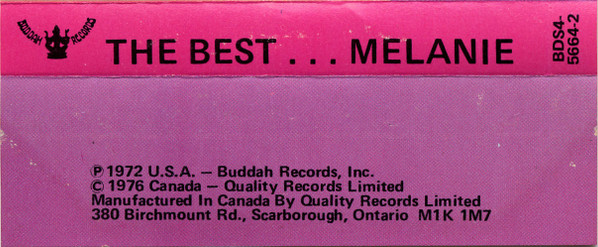 BUDDAH RECORDS
THE BEST . . . MELANIE
BDS4-
5664-2
℗ 1972 U.S.A. — Buddah Records, Inc.
© 1976 Canada — Quality Records Limited
Manufactured In Canada By Quality Records Limited
380 Birchmount Rd., Scarborough, Ontario M1K 1M7